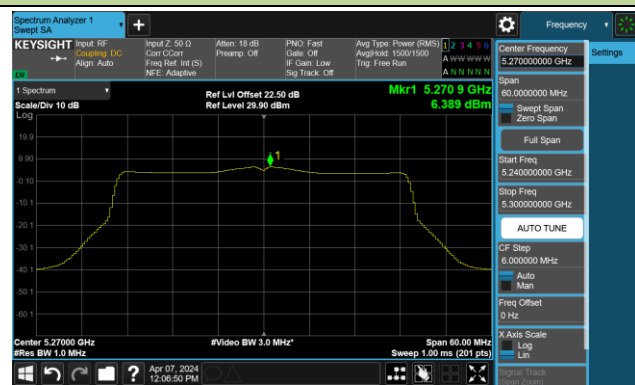 Spectrum Analyzer 1
Swept SA
+
Frequency
KEYSIGHT
Input: RF
Coupling: DC
Align: Auto
LW
Input Z: 50 Ω
Corr CCorr
Freq Ref: Int (S)
NFE: Adaptive
Atten: 18 dB
Preamp: Off
PNO: Fast
Gate: Off
IF Gain: Low
Sig Track: Off
Avg Type: Power (RMS)
Avg|Hold: 1500/1500
Trig: Free Run
1 2 3 4 5 6
A W W W W W
A N N N N N
1 Spectrum
Scale/Div 10 dB
Log
Ref Lvl Offset 22.50 dB
Ref Level 29.90 dBm
Mkr1 5.270 9 GHz
6.389 dBm
19.9
9.90
-0.10
-10.1
-20.1
-30.1
-40.1
-50.1
-60.1
1
Center 5.27000 GHz
#Res BW 1.0 MHz
#Video BW 3.0 MHz*
Span 60.00 MHz
Sweep 1.00 ms (201 pts)
Apr 07, 2024
12:06:50 PM
Center Frequency
5.270000000 GHz
Settings
Span
60.0000000 MHz
Swept Span
Zero Span
Full Span
Start Freq
5.240000000 GHz
Stop Freq
5.300000000 GHz
AUTO TUNE
CF Step
6.000000 MHz
Auto
Man
Freq Offset
0 Hz
X Axis Scale
Log
Lin
Signal Track
(Span Zoom)